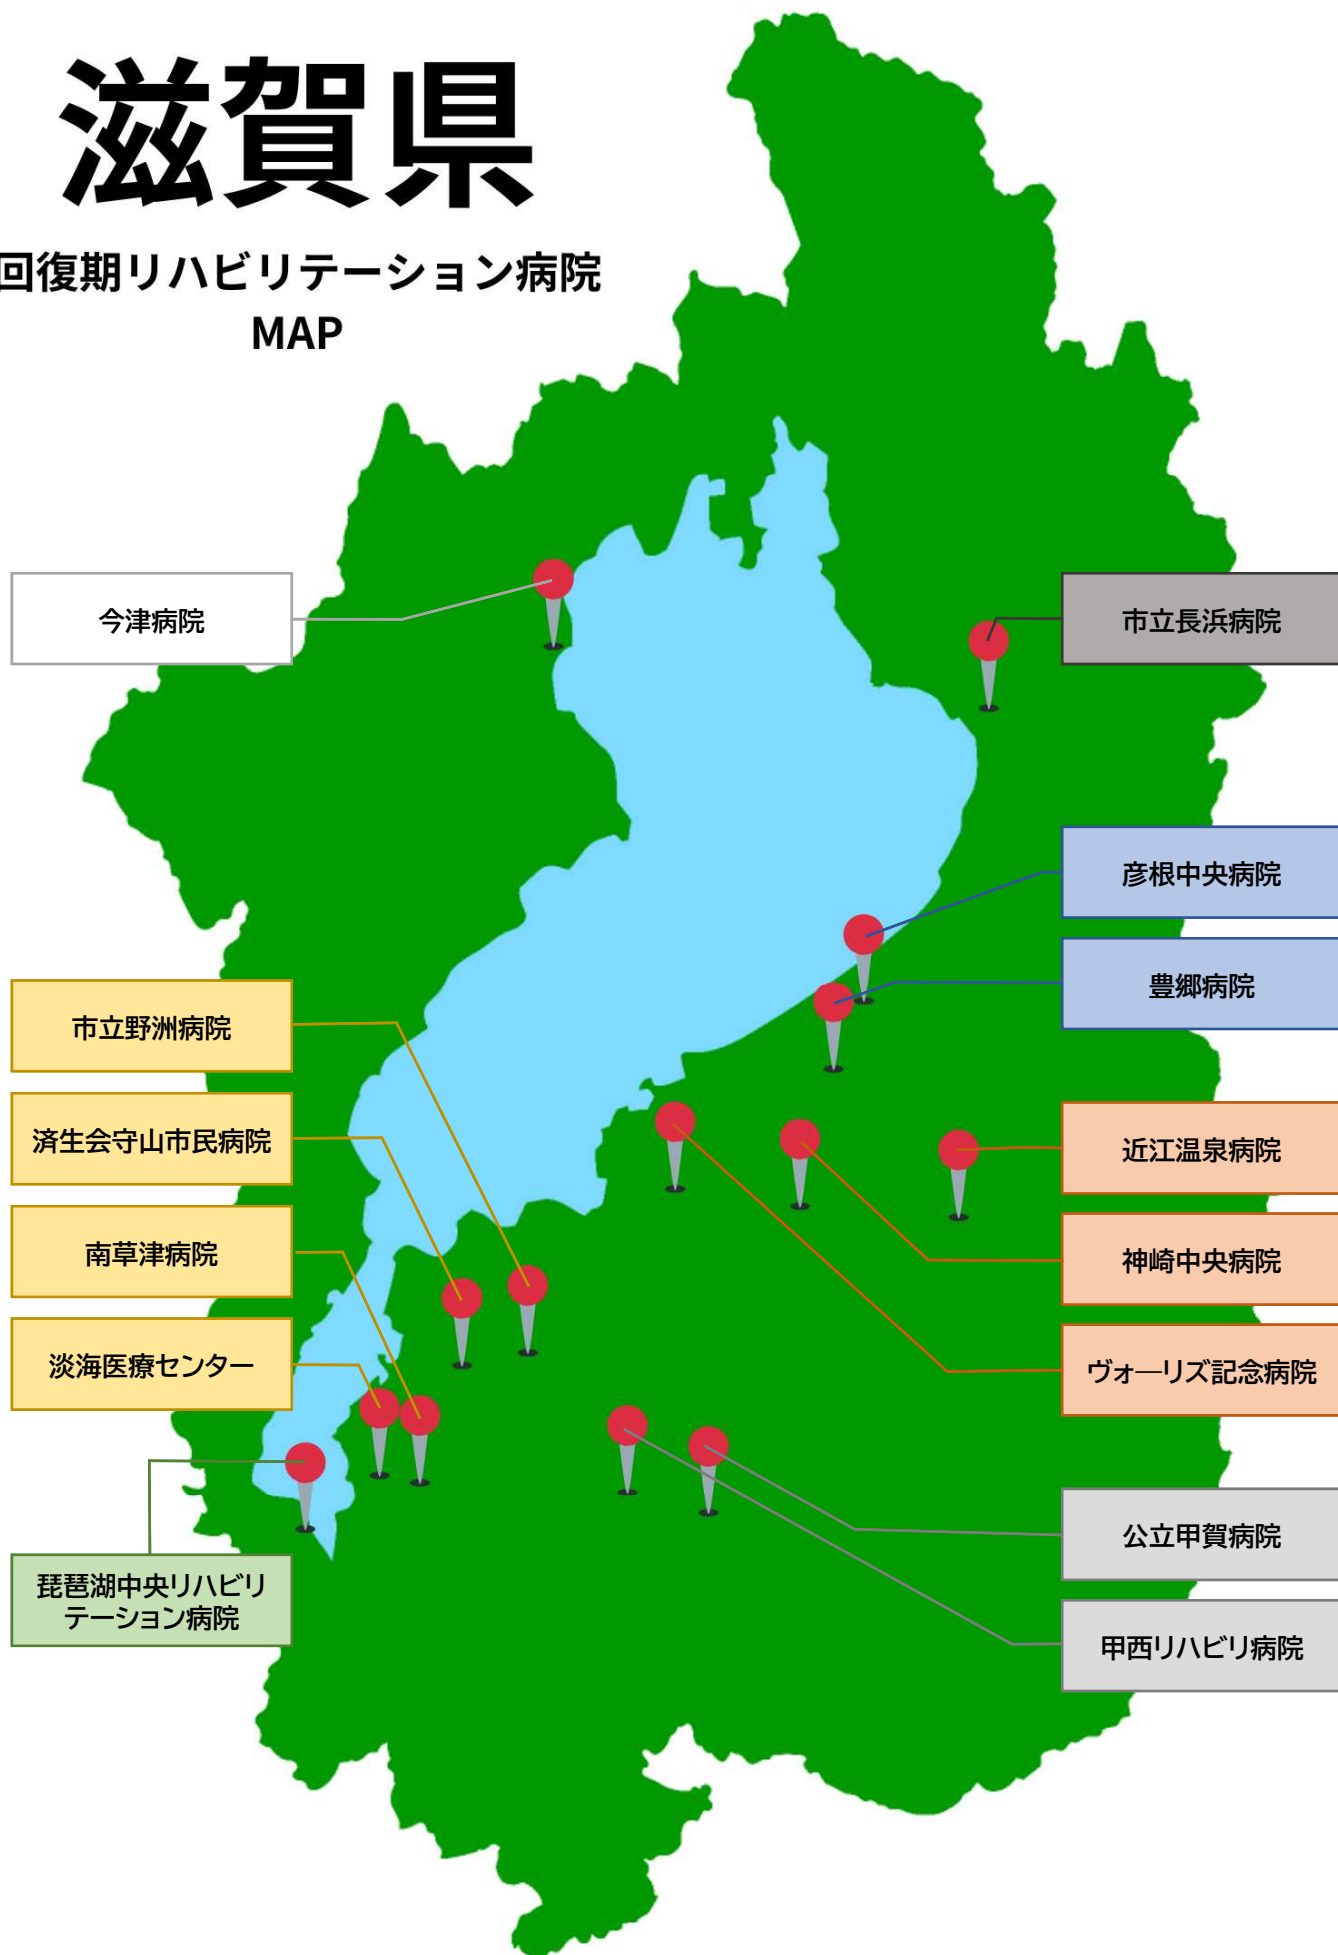 滋賀県
回復期リハビリテーション病院
MAP
今津病院
市立長浜病院
彦根中央病院
豊郷病院
市立野洲病院
済生会守山市民病院
南草津病院
淡海医療センター
近江温泉病院
神崎中央病院
ヴォ―リズ記念病院
公立甲賀病院
甲西リハビリ病院
琵琶湖中央リハビリ
テーション病院